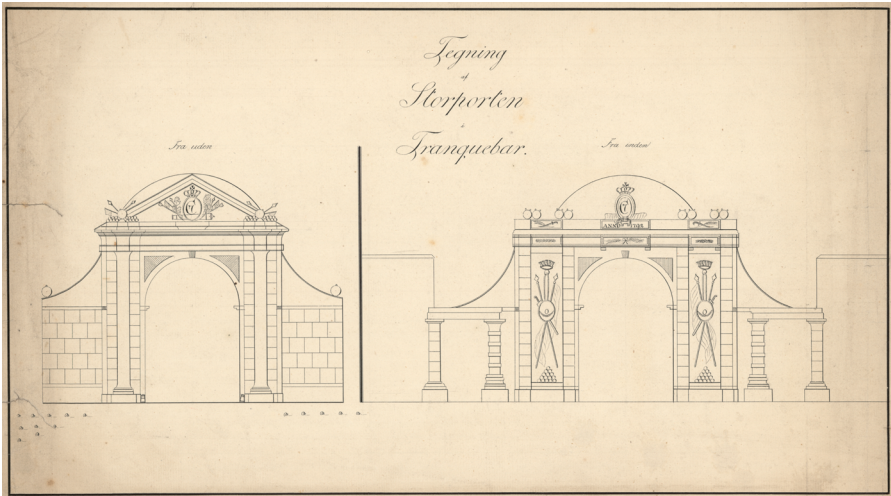 Tegning
af
Storporten
i
Tranquebar.
Fra uden
Fra inden
C7
C7
ANNO 1792